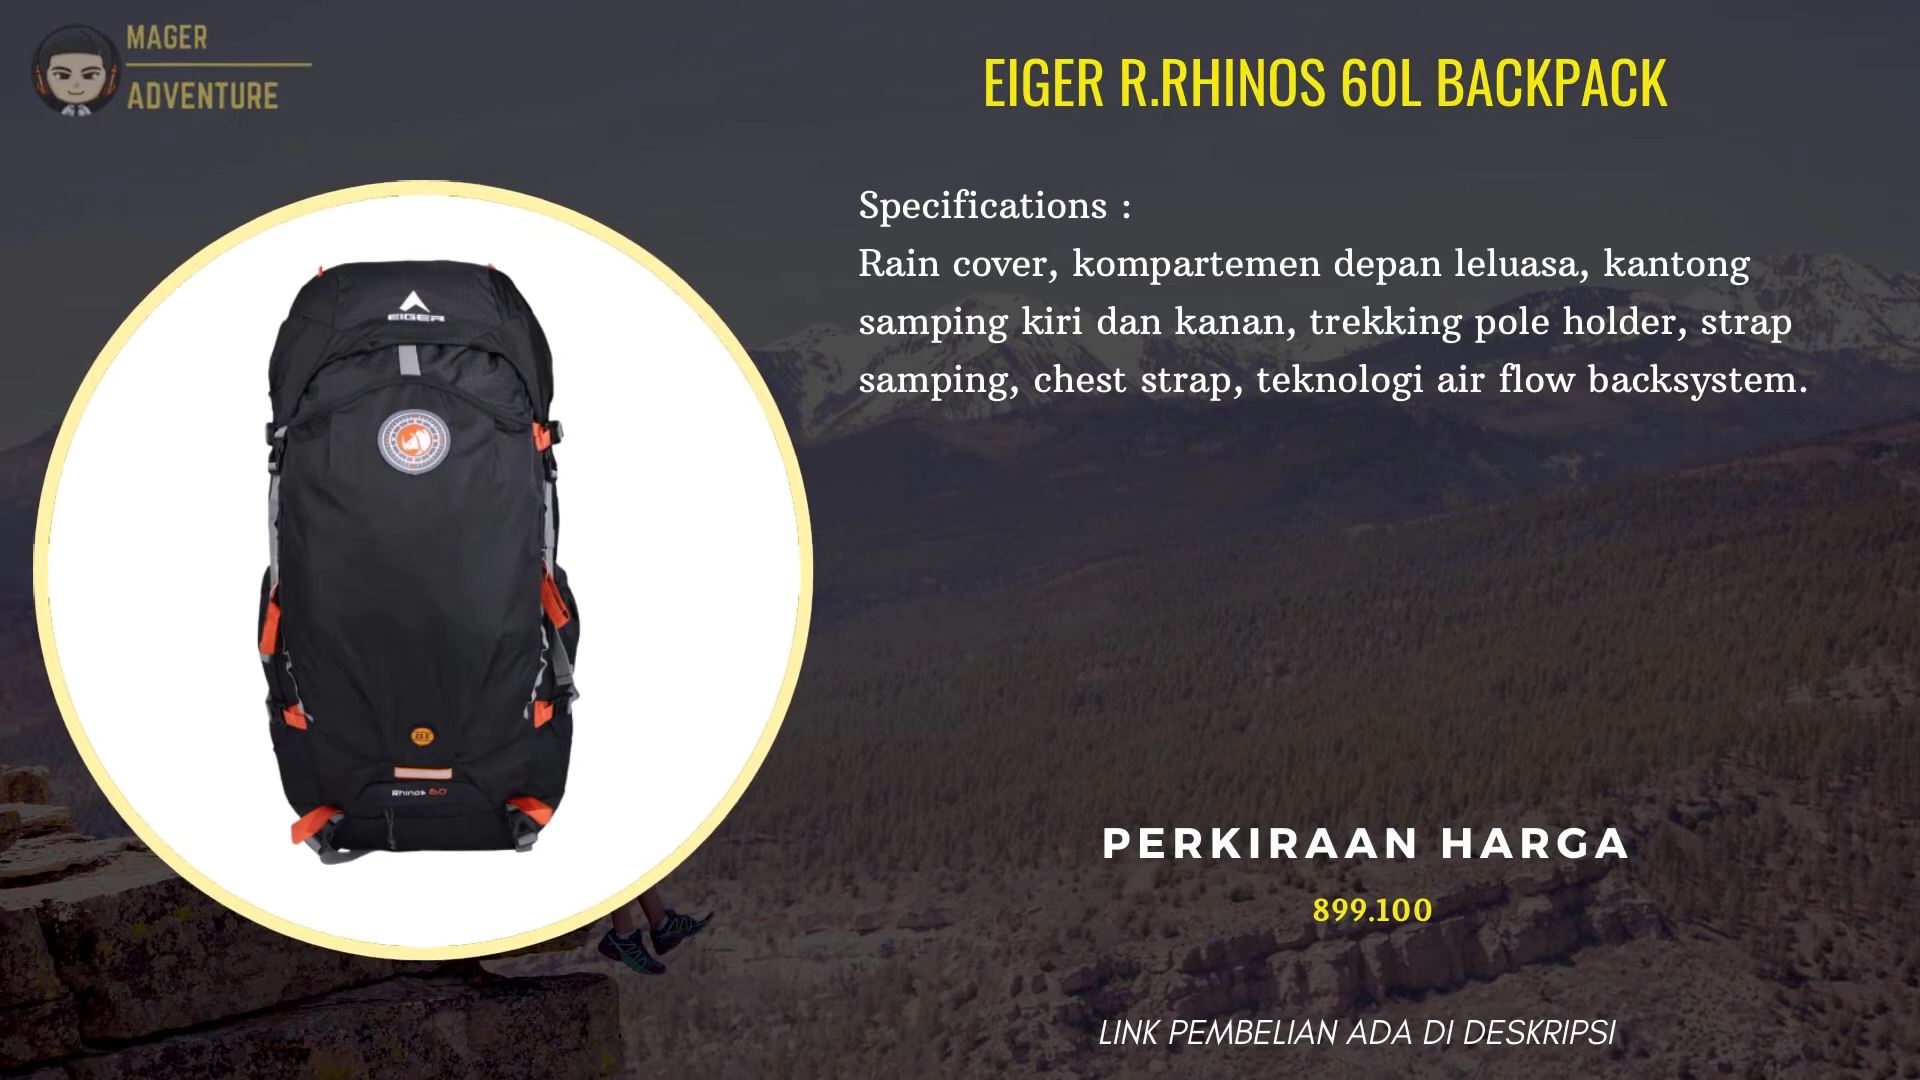 MAGER
ADVENTURE
EIGER R.RHINOS 60L BACKPACK
Specifications :
Rain cover, kompartemen depan leluasa, kantong
samping kiri dan kanan, trekking pole holder, strap
samping, chest strap, teknologi air flow backsystem.
EIGER
Rhinos 60
PERKIRAAN HARGA
899.100
LINK PEMBELIAN ADA DI DESKRIPSI